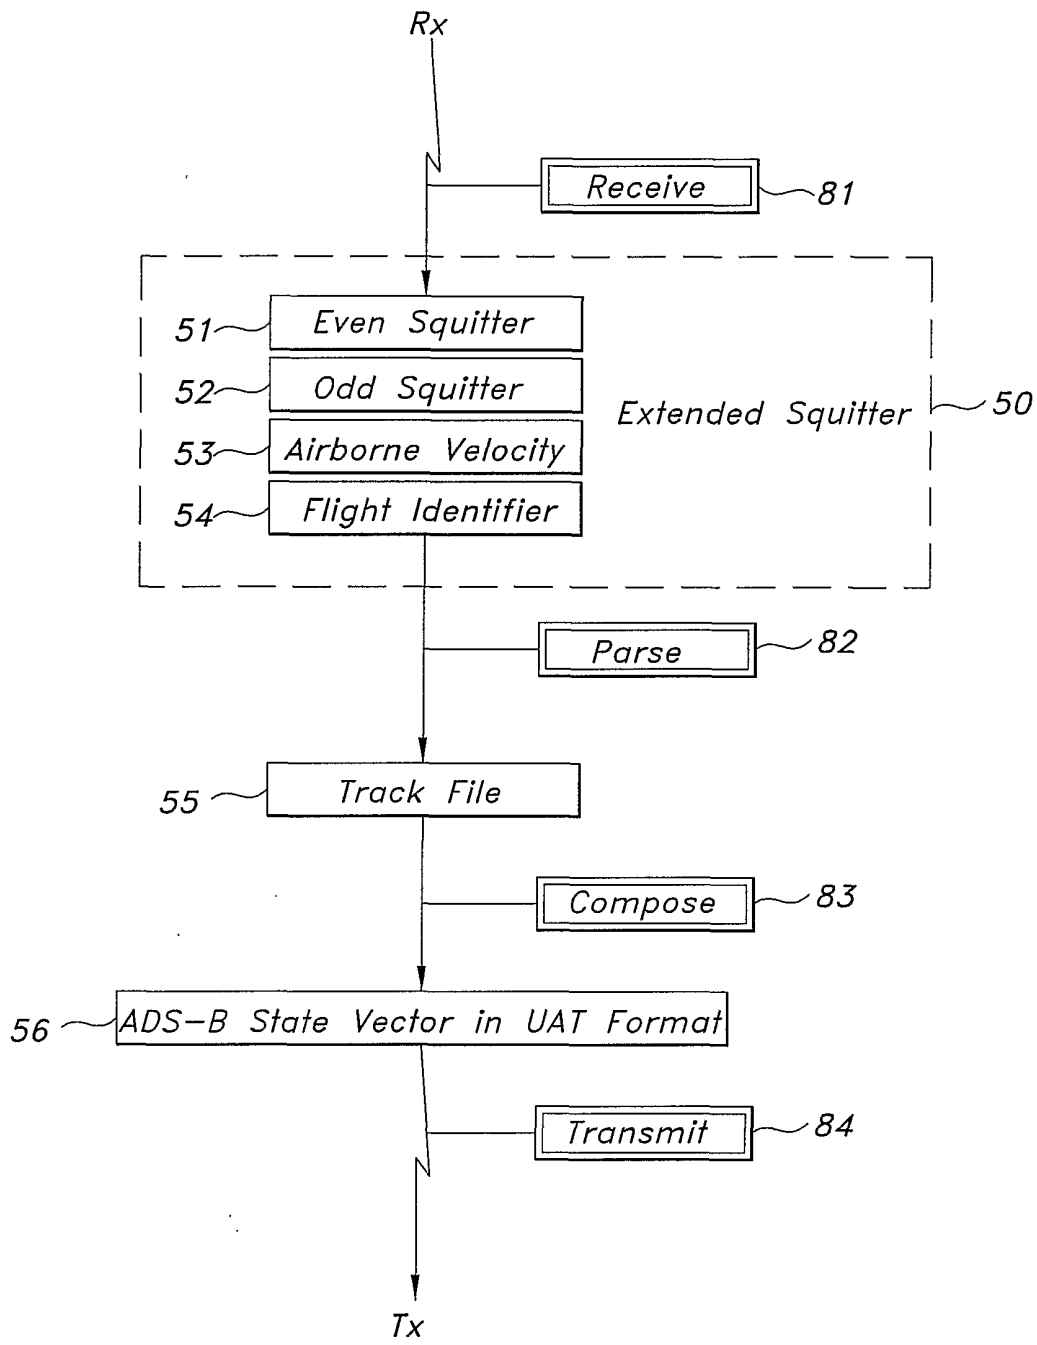 Rx
Receive 81
51 Even Squitter
52 Odd Squitter
Extended Squitter 50
53 Airborne Velocity
54 Flight Identifier
Parse 82
55 Track File
Compose 83
56 ADS-B State Vector in UAT Format
Transmit 84
Tx